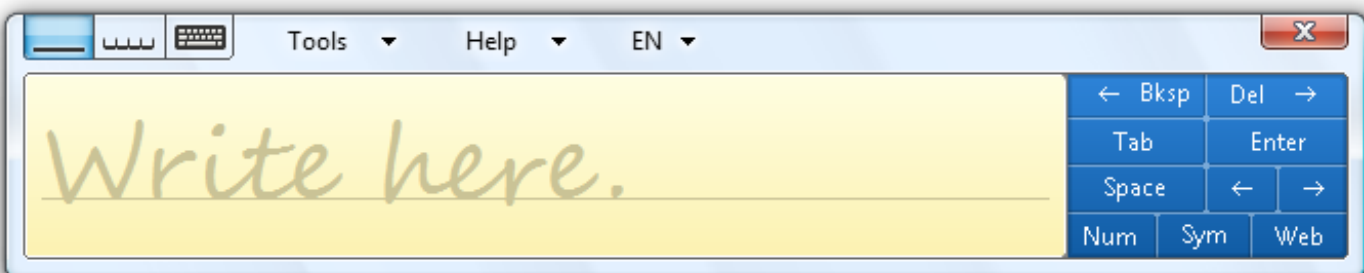 Tools Help EN
Write here.
← Bksp Del →
Tab Enter
Space ← →
Num Sym Web